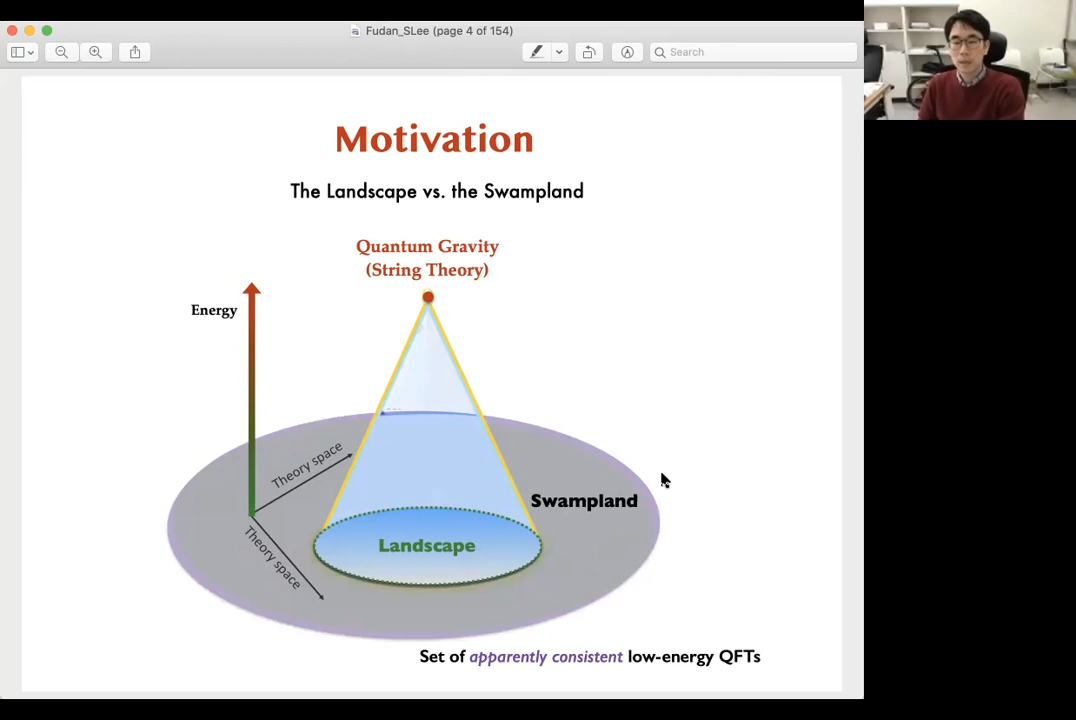 Fudan_SLee (page 4 of 154)
Search
Motivation
The Landscape vs. the Swampland
Quantum Gravity
(String Theory)
Energy
Theory space
Swampland
Landscape
Theory space
Set of apparently consistent low-energy QFTs